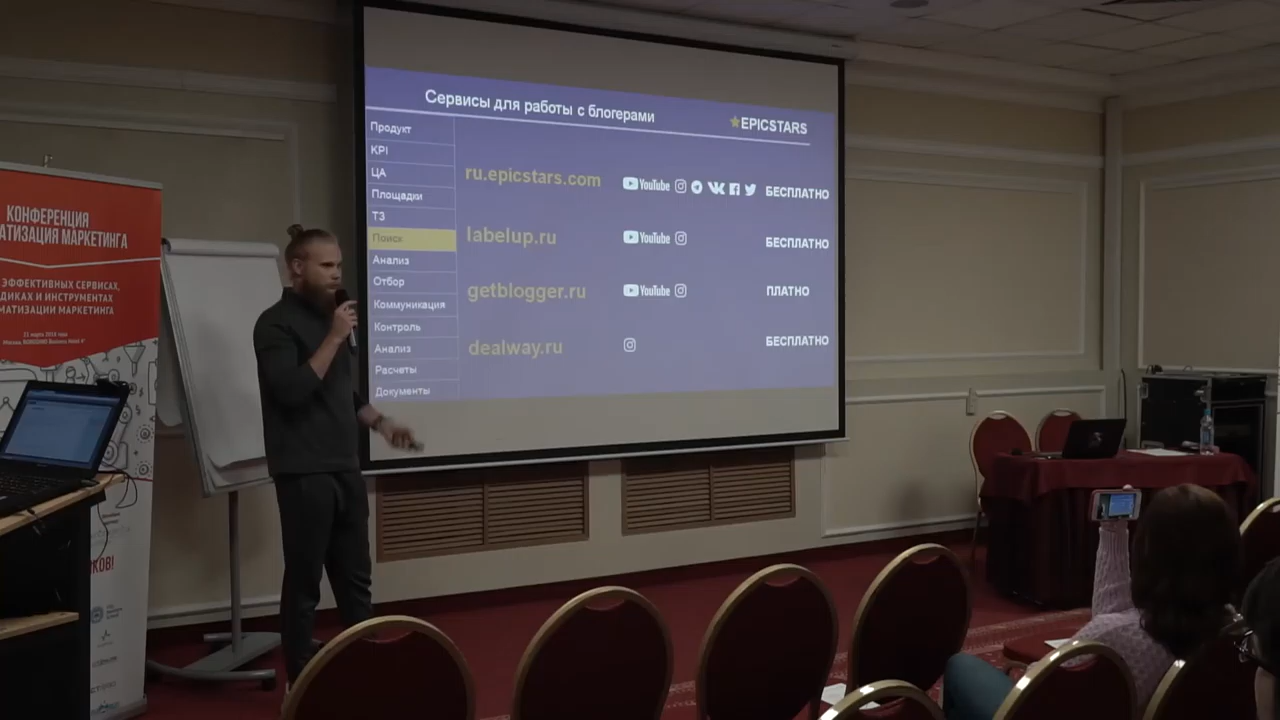 Сервисы для работы с блогерами
EPICSTARS
Продукт
KPI
ЦА
Площадки
ТЗ
Поиск
Анализ
Отбор
Коммуникация
Контроль
Анализ
Расчеты
Документы
ru.epicstars.com YouTube БЕСПЛАТНО
labelup.ru YouTube БЕСПЛАТНО
getblogger.ru YouTube ПЛАТНО
dealway.ru БЕСПЛАТНО
КОНФЕРЕНЦИЯ
АТИЗАЦИЯ МАРКЕТИНГА
ЭФФЕКТИВНЫХ СЕРВИСАХ,
ДИКАХ И ИНСТРУМЕНТАХ
МАТИЗАЦИИ МАРКЕТИНГА